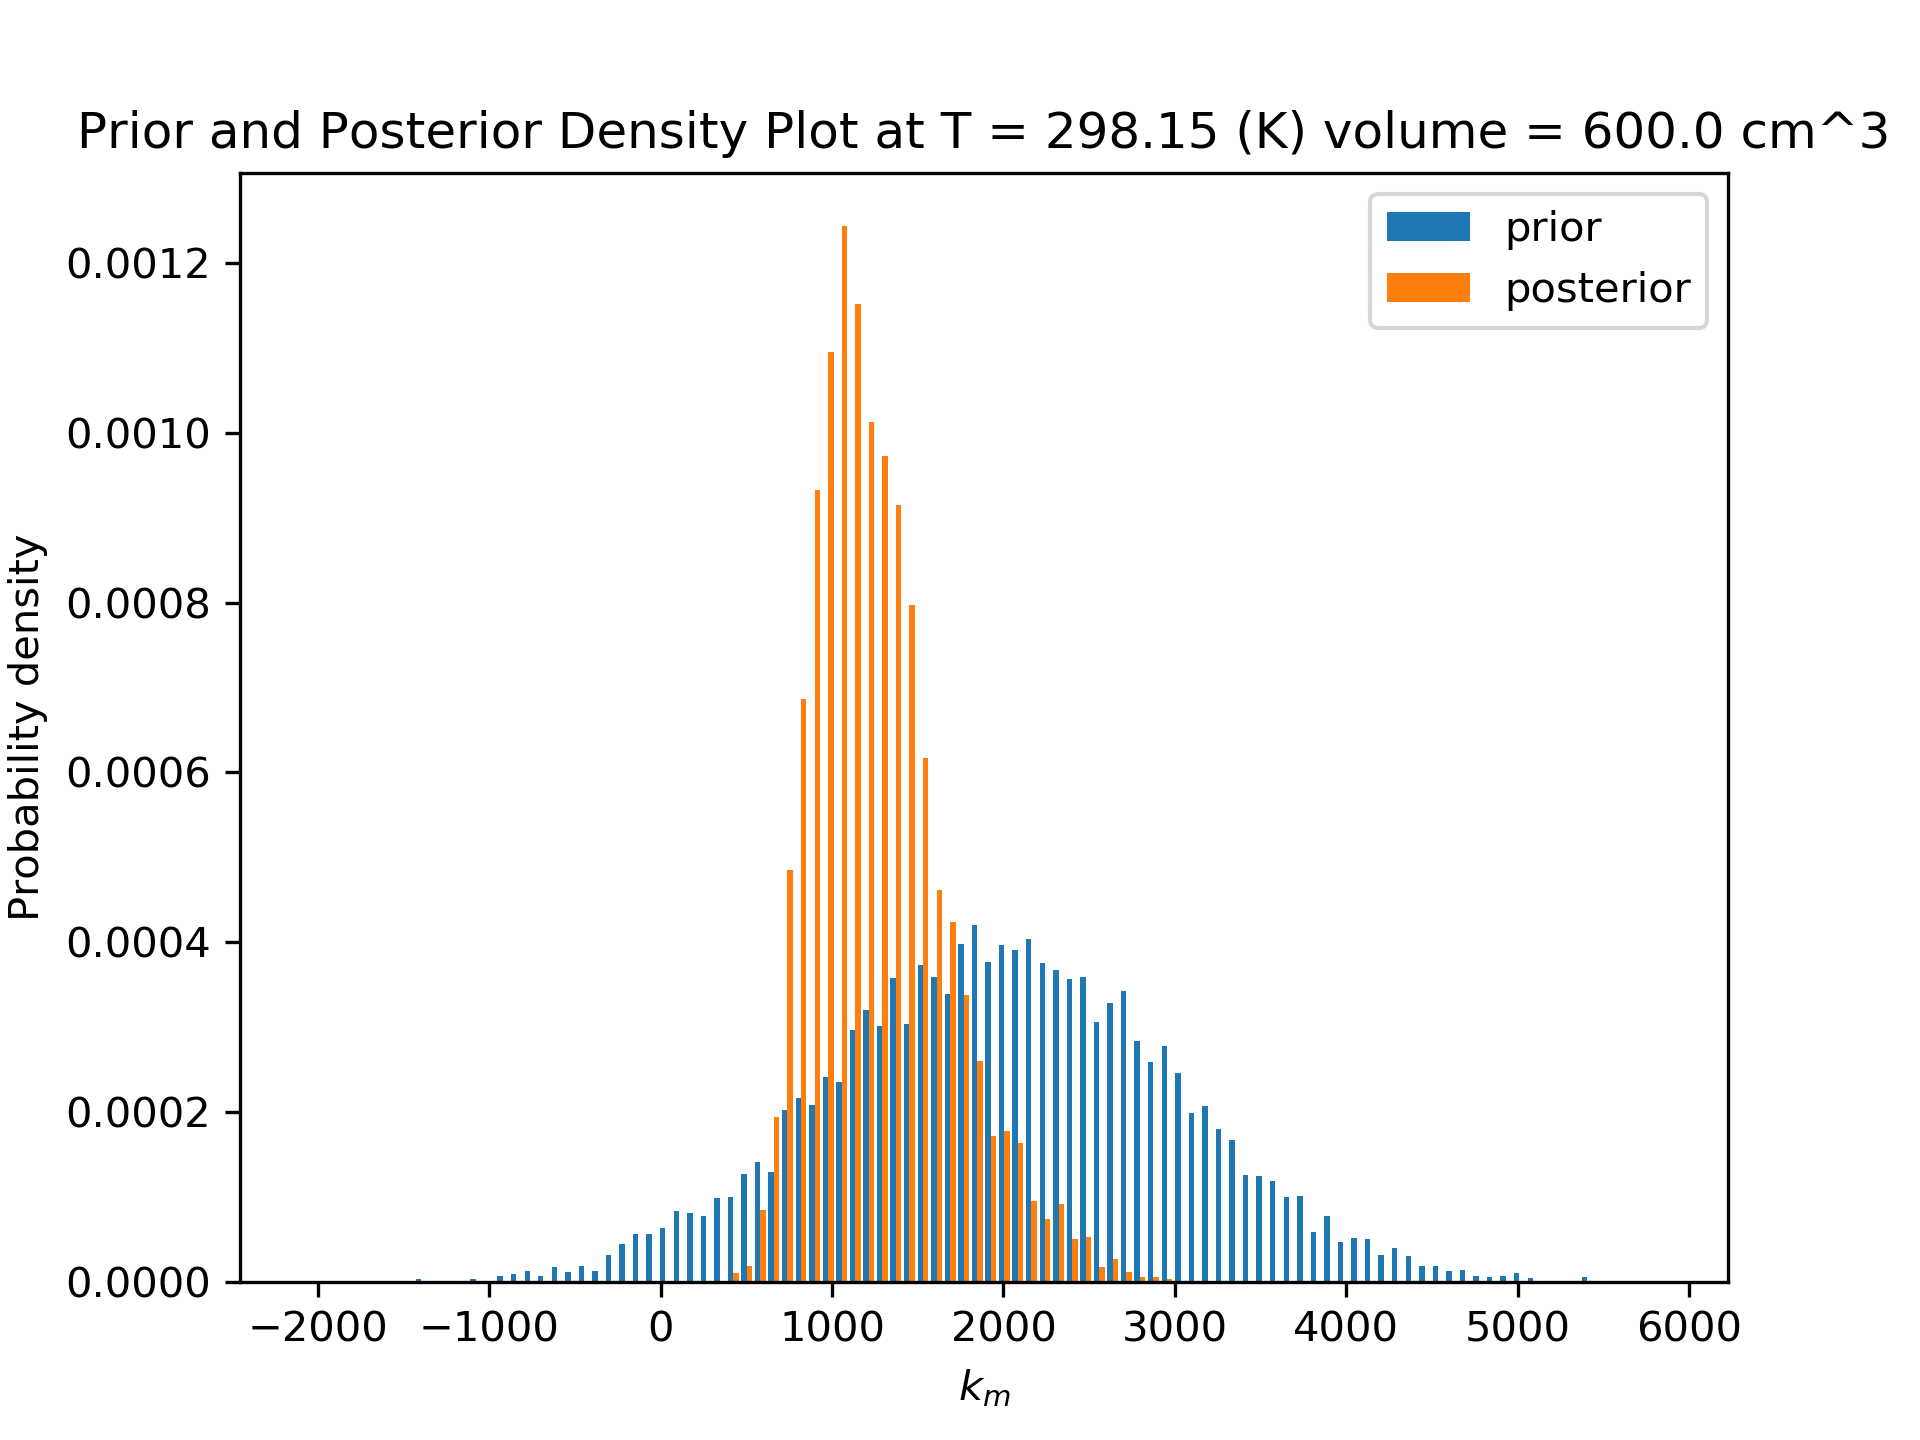 Prior and Posterior Density Plot at T = 298.15 (K) volume = 600.0 cm^3
prior
posterior
Probability density
0.0012
0.0010
0.0008
0.0006
0.0004
0.0002
0.0000
−2000 −1000 0 1000 2000 3000 4000 5000 6000
k_m